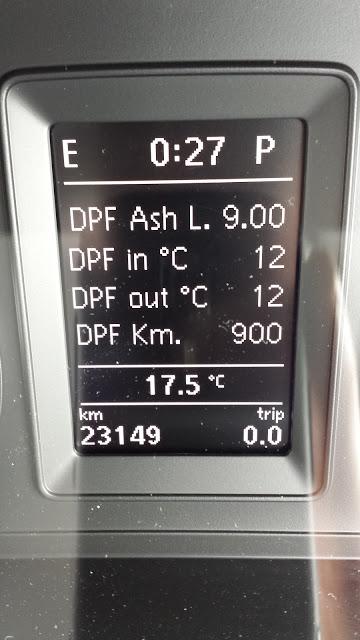 E 0:27 P
DPF Ash L. 9.00
DPF in °C 12
DPF out °C 12
DPF Km. 900
17.5 °C
km trip
23149 0.0